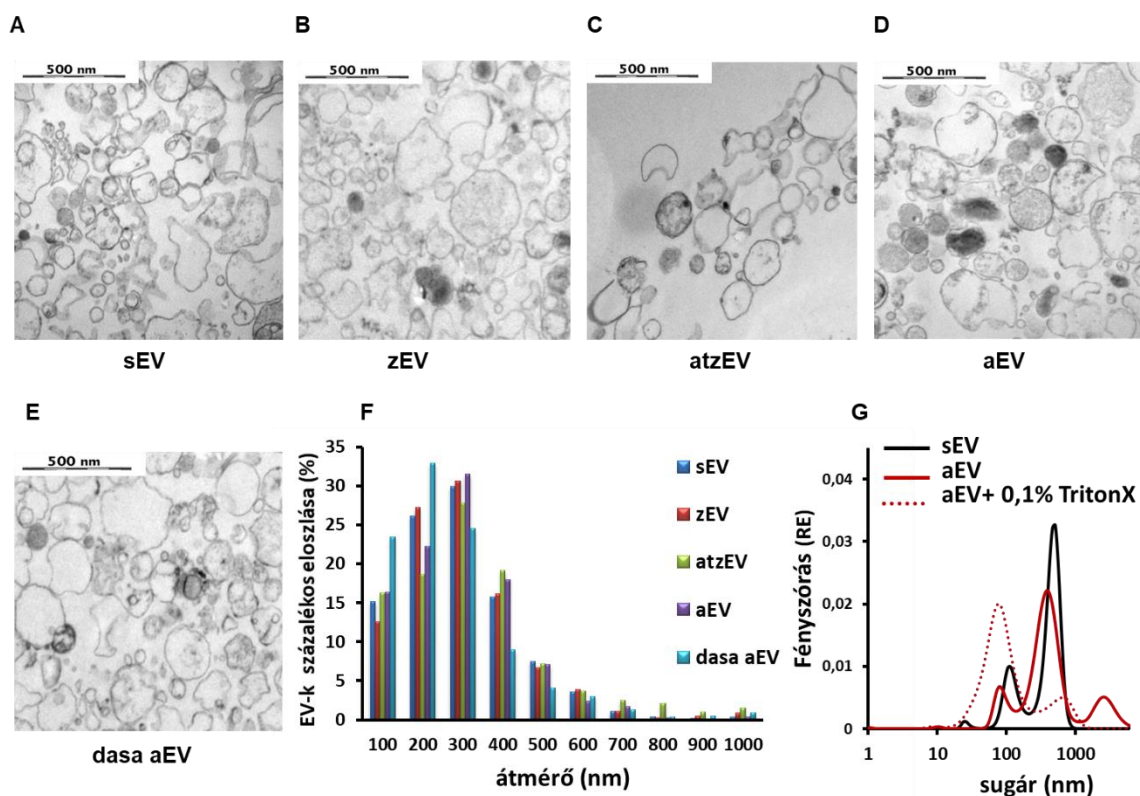 A
B
C
D
500 nm
500 nm
500 nm
500 nm
sEV
zEV
atzEV
aEV
E
F
G
500 nm
dasa aEV
EV-k százalékos eloszlása (%)
35
30
25
20
15
10
5
0
100 200 300 400 500 600 700 800 900 1000
átmérő (nm)
sEV
zEV
atzEV
aEV
dasa aEV
Fényszórás (RE)
0,04
0,03
0,02
0,01
0
1 10 100 1000
sugár (nm)
sEV
aEV
aEV+ 0,1% TritonX